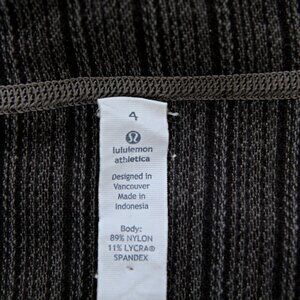 4
lululemon
athletica
Designed in
Vancouver
Made in
Indonesia
Body:
89% NYLON
11% LYCRA®
SPANDEX